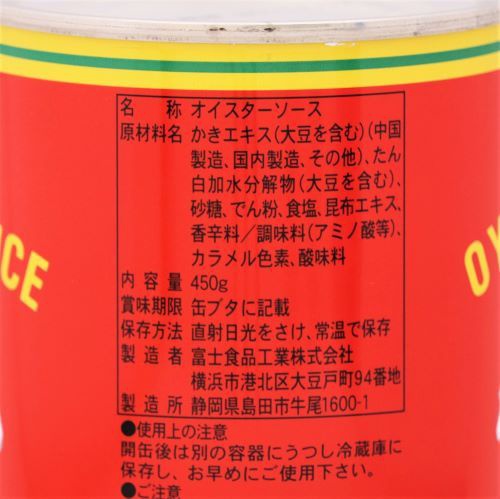 名称 オイスターソース
原材料名 かきエキス(大豆を含む)(中国
製造、国内製造、その他)、たん
白加水分解物(大豆を含む)、
砂糖、でん粉、食塩、昆布エキス、
香辛料/調味料(アミノ酸等)、
カラメル色素、酸味料
内容量 450g
賞味期限 缶ブタに記載
保存方法 直射日光をさけ、常温で保存
製造者 富士食品工業株式会社
横浜市港北区大豆戸町94番地
製造所 静岡県島田市牛尾1600-1
●使用上の注意
開缶後は別の容器にうつし冷蔵庫に
保存し、お早めにご使用下さい。
●ご注意
CE
OY